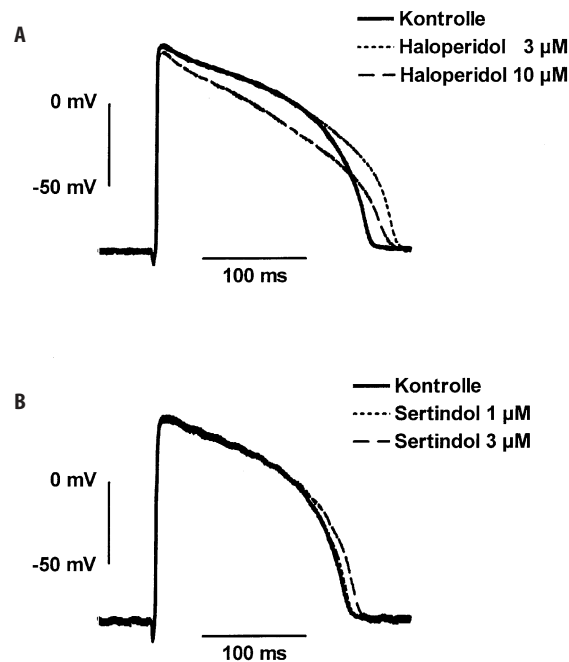 A
Kontrolle
Haloperidol 3 µM
Haloperidol 10 µM
0 mV
-50 mV
100 ms
B
Kontrolle
Sertindol 1 µM
Sertindol 3 µM
0 mV
-50 mV
100 ms